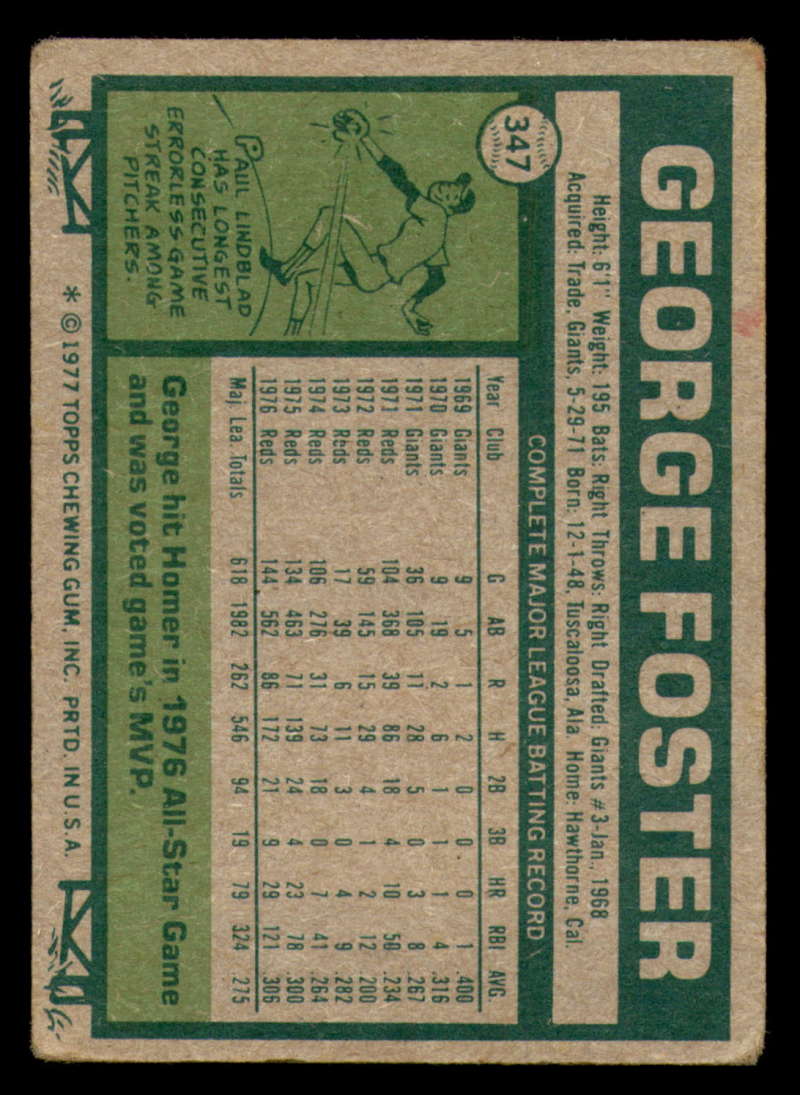 347
GEORGE FOSTER
Height: 6'1" Weight: 195 Bats: Right Throws: Right Drafted: Giants #3-Jan., 1968
Acquired: Trade, Giants, 5-29-71 Born: 12-1-48, Tuscaloosa, Ala. Home: Hawthorne, Cal.
COMPLETE MAJOR LEAGUE BATTING RECORD
Year Club G AB R H 2B 3B HR RBI AVG.
1969 Giants 9 5 1 2 0 0 0 1 .400
1970 Giants 9 19 2 6 1 1 1 4 .316
1971 Giants 36 105 11 28 5 0 3 8 .267
1971 Reds 104 368 39 86 18 4 10 50 .234
1972 Reds 59 145 15 29 4 1 2 12 .200
1973 Reds 17 39 6 11 3 0 4 9 .282
1974 Reds 106 276 31 73 18 0 7 41 .264
1975 Reds 134 463 71 139 24 4 23 78 .300
1976 Reds 144 562 86 172 21 9 29 121 .306
Maj. Lea. Totals 618 1982 262 546 94 19 79 324 .275
PAUL LINDBLAD
HAS LONGEST
CONSECUTIVE
ERRORLESS GAME
STREAK AMONG
PITCHERS.
George hit Homer in 1976 All-Star Game
and was voted game's MVP.
* © 1977 TOPPS CHEWING GUM, INC. PRTD. IN U.S.A.